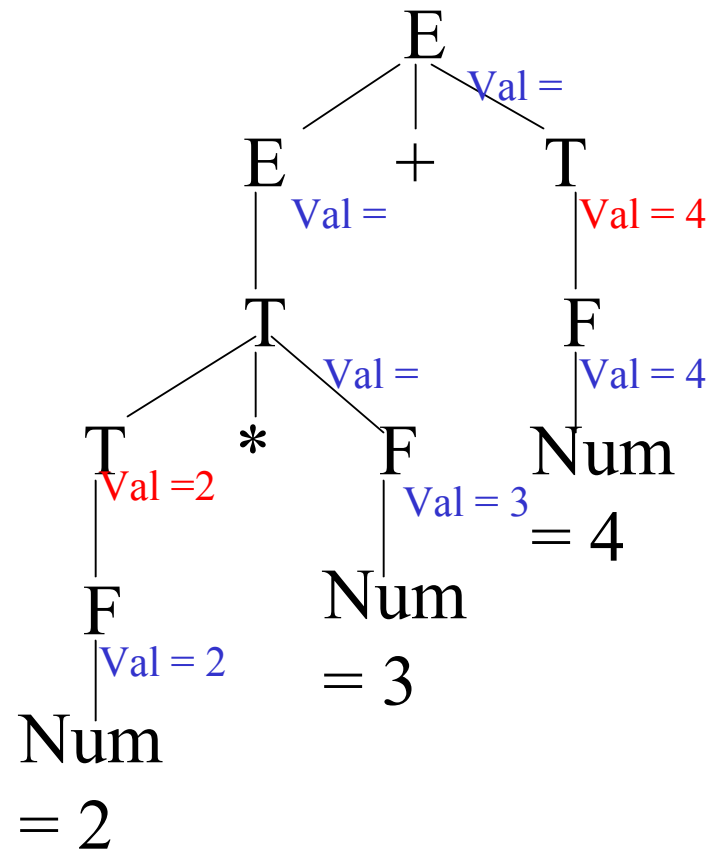 E
Val =
E + T
Val =
Val = 4
T
F
Val =
Val = 4
T * F
Num
= 4
Val =2
Val = 3
F
Num
= 3
Val = 2
Num
= 2